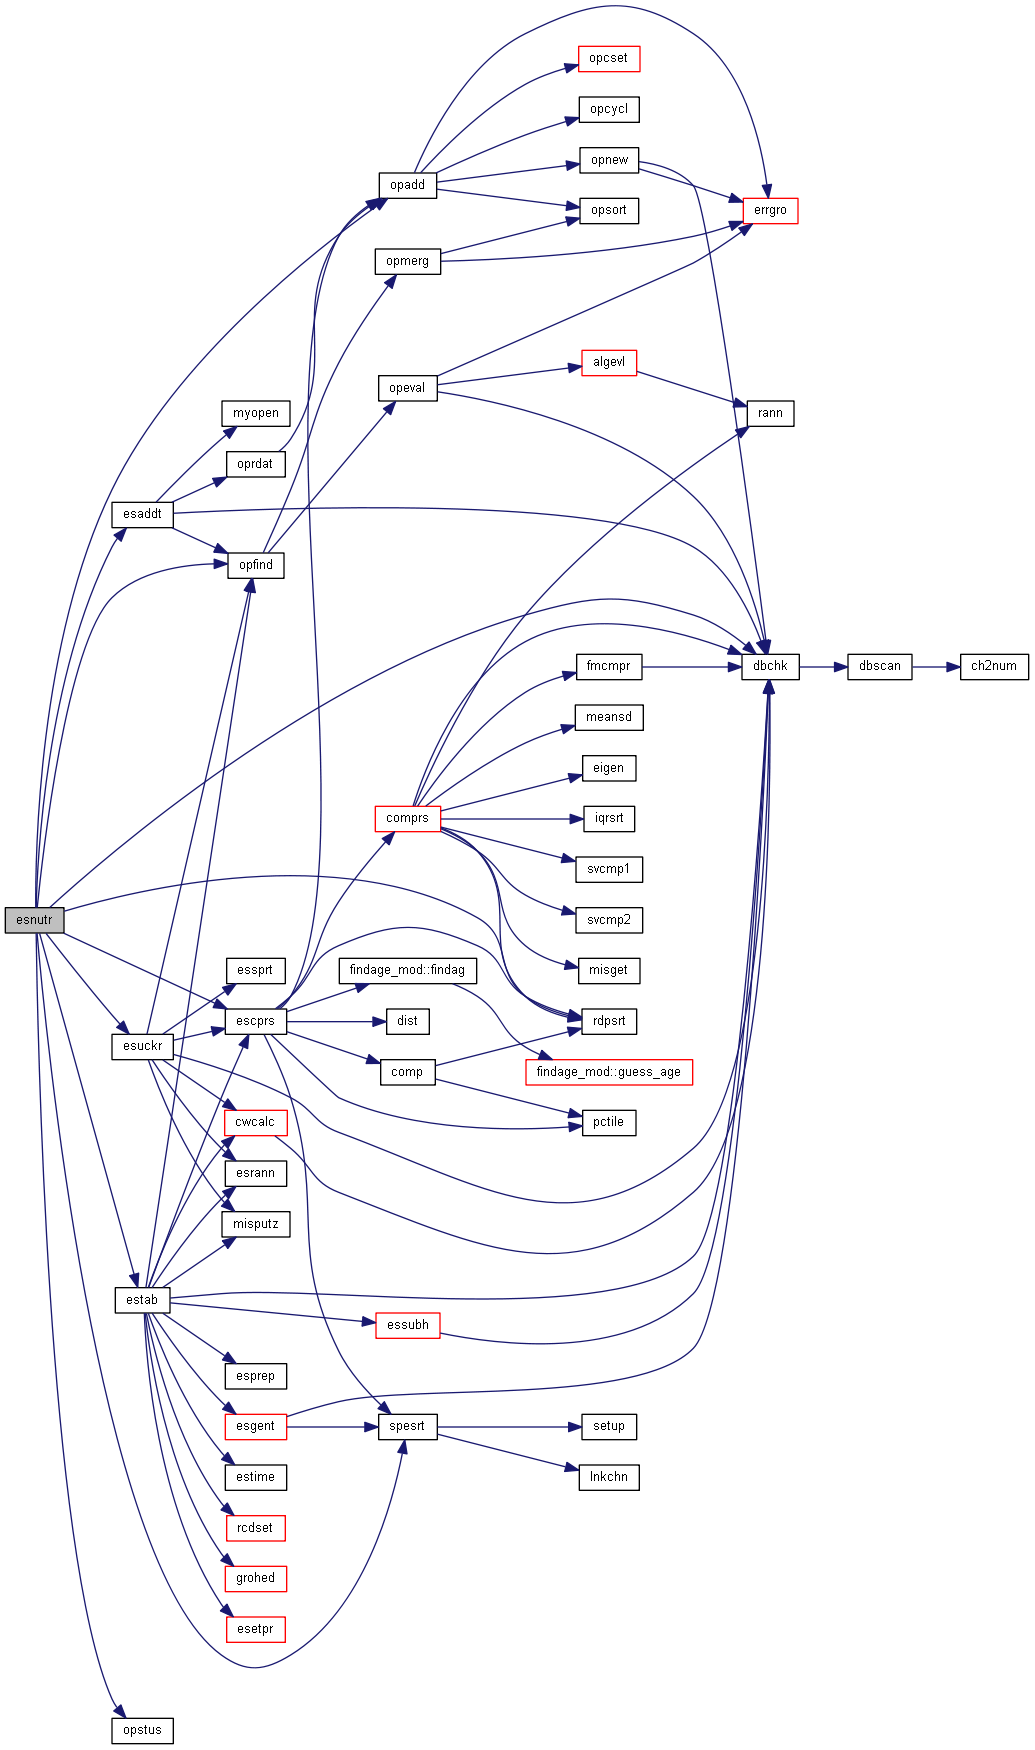 opcset
opcycl
opnew
opadd
opsort
errgro
opmerg
algevl
opeval
myopen
rann
oprdat
esaddt
opfind
fmcmpr
dbchk
dbscan
ch2num
meansd
eigen
comprs
iqrsrt
svcmp1
esnutr
svcmp2
essprt
findage_mod::findag
misget
escprs
dist
rdpsrt
esuckr
comp
findage_mod::guess_age
cwcalc
pctile
esrann
misputz
estab
essubh
esprep
esgent
spesrt
setup
estime
lnkchn
rcdset
grohed
esetpr
opstus